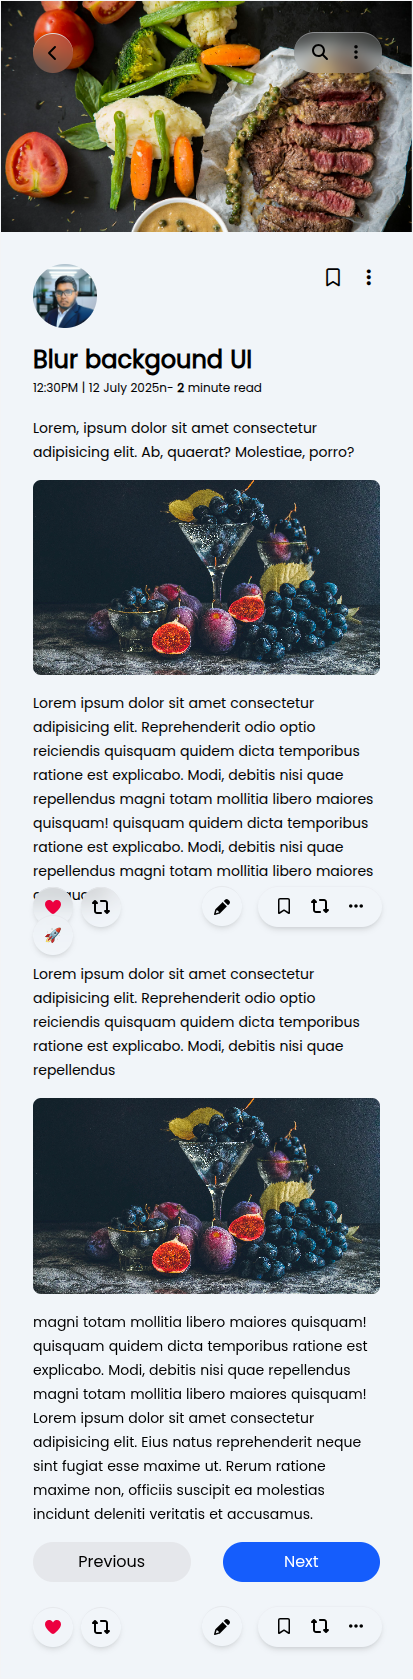 Blur backgound UI
12:30PM | 12 July 2025n- 2 minute read
Lorem, ipsum dolor sit amet consectetur
adipisicing elit. Ab, quaerat? Molestiae, porro?
Lorem ipsum dolor sit amet consectetur
adipisicing elit. Reprehenderit odio optio
reiciendis quisquam quidem dicta temporibus
ratione est explicabo. Modi, debitis nisi quae
repellendus magni totam mollitia libero maiores
quisquam! quisquam quidem dicta temporibus
ratione est explicabo. Modi, debitis nisi quae
repellendus magni totam mollitia libero maiores
Lorem ipsum dolor sit amet consectetur
adipisicing elit. Reprehenderit odio optio
reiciendis quisquam quidem dicta temporibus
ratione est explicabo. Modi, debitis nisi quae
repellendus
magni totam mollitia libero maiores quisquam!
quisquam quidem dicta temporibus ratione est
explicabo. Modi, debitis nisi quae repellendus
magni totam mollitia libero maiores quisquam!
Lorem ipsum dolor sit amet consectetur
adipisicing elit. Eius natus reprehenderit neque
sint fugiat esse maxime ut. Rerum ratione
maxime non, officiis suscipit ea molestias
incidunt deleniti veritatis et accusamus.
Previous
Next